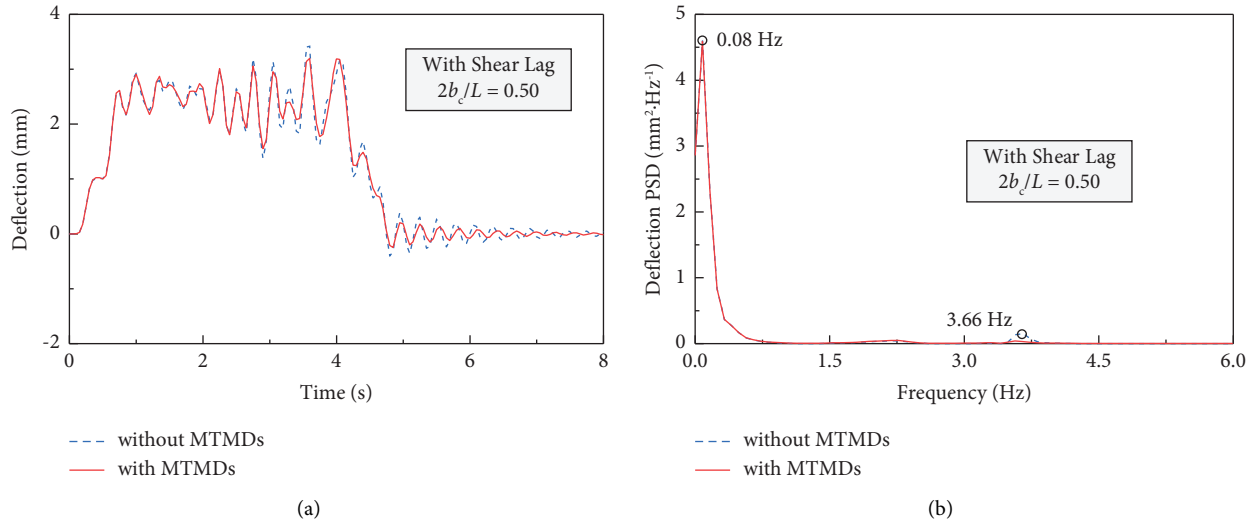 4
2
0
-2
Deflection (mm)
0
2
4
6
8
Time (s)
With Shear Lag
2b_c/L = 0.50
without MTMDs
with MTMDs
(a)
5
4
3
2
1
0
Deflection PSD (mm²·Hz⁻¹)
0
1.5
3.0
4.5
6.0
Frequency (Hz)
0.08 Hz
3.66 Hz
With Shear Lag
2b_c/L = 0.50
without MTMDs
with MTMDs
(b)